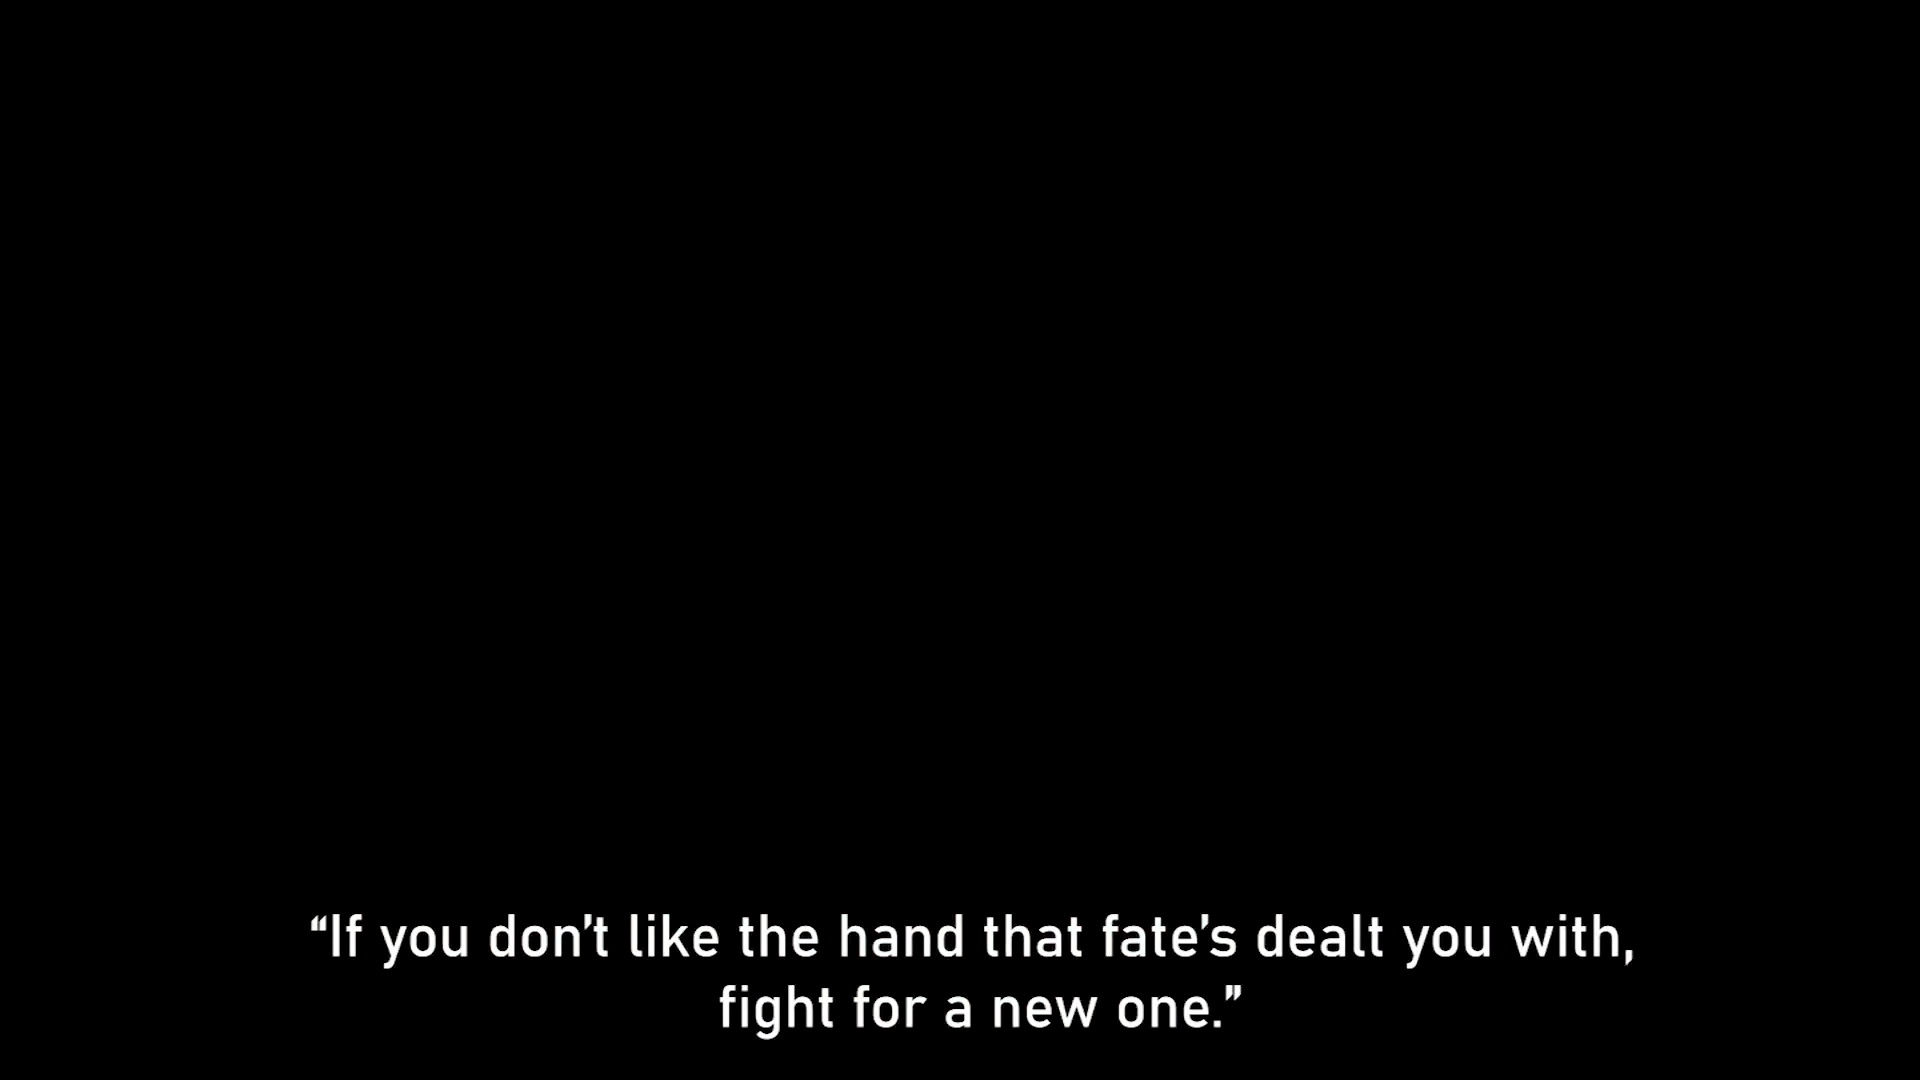 “If you don’t like the hand that fate’s dealt you with,
fight for a new one.”